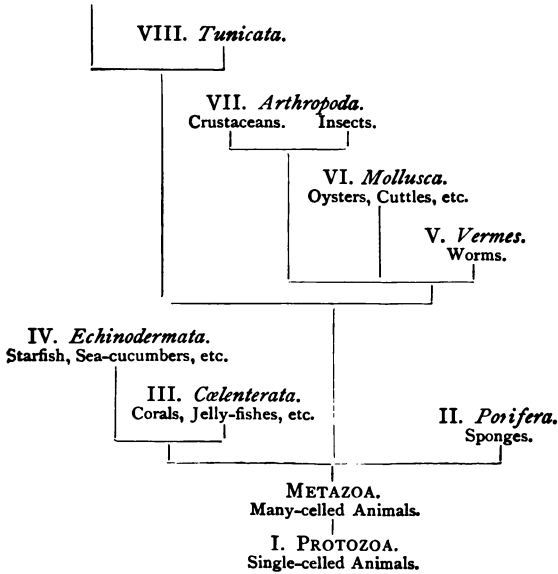 VIII. Tunicata.
VII. Arthropoda.
Crustaceans. Insects.
VI. Mollusca.
Oysters, Cuttles, etc.
V. Vermes.
Worms.
IV. Echinodermata.
Starfish, Sea-cucumbers, etc.
III. Cœlenterata.
Corals, Jelly-fishes, etc.
II. Porifera.
Sponges.
METAZOA.
Many-celled Animals.
I. PROTOZOA.
Single-celled Animals.